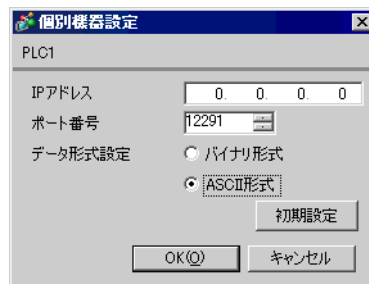 個別機器設定
PLC1
IPアドレス 0. 0. 0. 0
ポート番号 12291
データ形式設定 バイナリ形式
ASCII形式
初期設定
OK(O) キャンセル